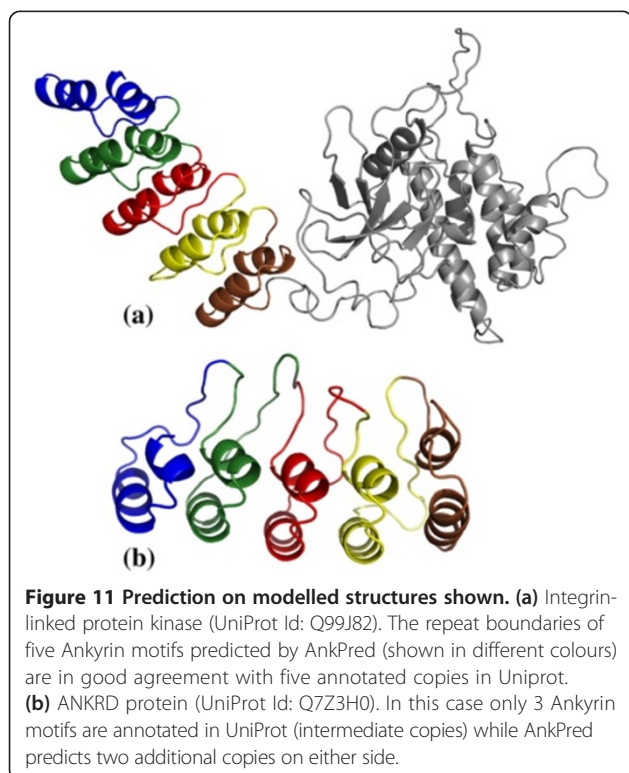 (a)
(b)
Figure 11 Prediction on modelled structures shown. (a) Integrin-
linked protein kinase (UniProt Id: Q99J82). The repeat boundaries of
five Ankyrin motifs predicted by AnkPred (shown in different colours)
are in good agreement with five annotated copies in Uniprot.
(b) ANKRD protein (UniProt Id: Q7Z3H0). In this case only 3 Ankyrin
motifs are annotated in UniProt (intermediate copies) while AnkPred
predicts two additional copies on either side.